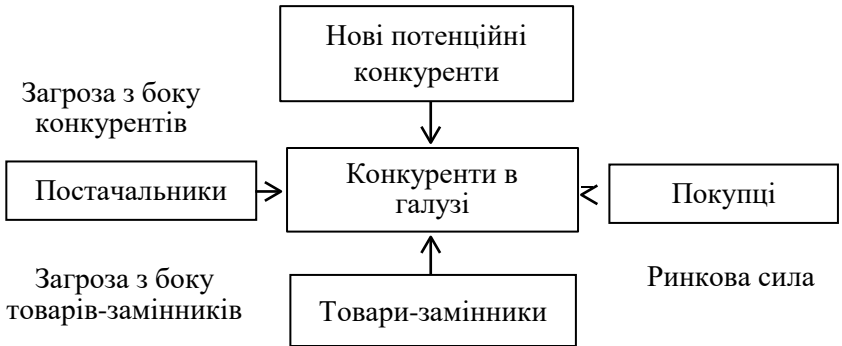 Нові потенційні
конкуренти
Загроза з боку
конкурентів
Постачальники
Конкуренти в
галузі
Покупці
Загроза з боку
товарів-замінників
Товари-замінники
Ринкова сила